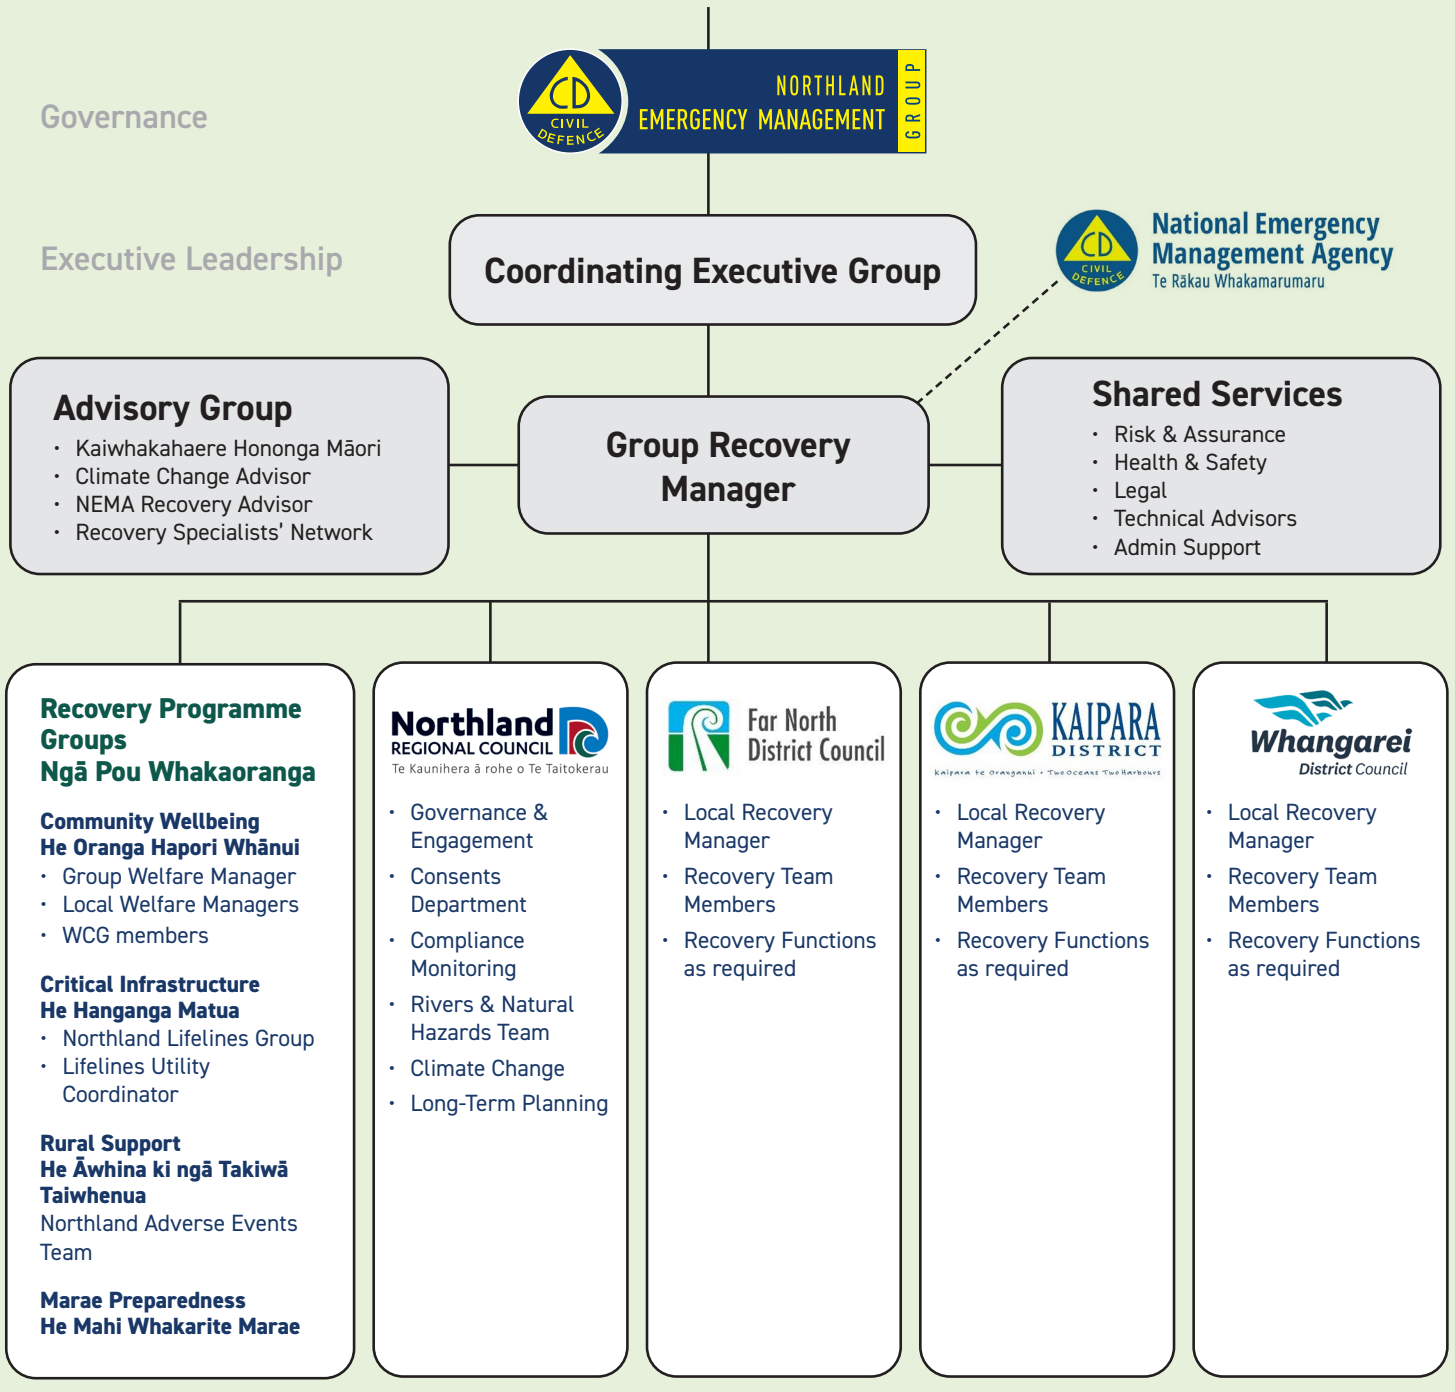 Governance
CD
CIVIL
DEFENCE
NORTHLAND
EMERGENCY MANAGEMENT
GROUP
Executive Leadership
Coordinating Executive Group
CD
CIVIL
DEFENCE
National Emergency
Management Agency
Te Rākau Whakamarumaru
Advisory Group
· Kaiwhakahaere Hononga Māori
· Climate Change Advisor
· NEMA Recovery Advisor
· Recovery Specialists' Network
Group Recovery
Manager
Shared Services
· Risk & Assurance
· Health & Safety
· Legal
· Technical Advisors
· Admin Support
Recovery Programme
Groups
Ngā Pou Whakaoranga
Community Wellbeing
He Oranga Hapori Whānui
· Group Welfare Manager
· Local Welfare Managers
· WCG members
Critical Infrastructure
He Hanganga Matua
· Northland Lifelines Group
· Lifelines Utility
Coordinator
Rural Support
He Āwhina ki ngā Takiwā
Taiwhenua
Northland Adverse Events
Team
Marae Preparedness
He Mahi Whakarite Marae
Northland
REGIONAL COUNCIL
Te Kaunihera ā rohe o Te Taitokerau
· Governance &
Engagement
· Consents
Department
· Compliance
Monitoring
· Rivers & Natural
Hazards Team
· Climate Change
· Long-Term Planning
Far North
District Council
· Local Recovery
Manager
· Recovery Team
Members
· Recovery Functions
as required
KAIPARA
DISTRICT
Kaipara te Oranganui · Two Oceans Two Harbours
· Local Recovery
Manager
· Recovery Team
Members
· Recovery Functions
as required
Whangarei
District Council
· Local Recovery
Manager
· Recovery Team
Members
· Recovery Functions
as required